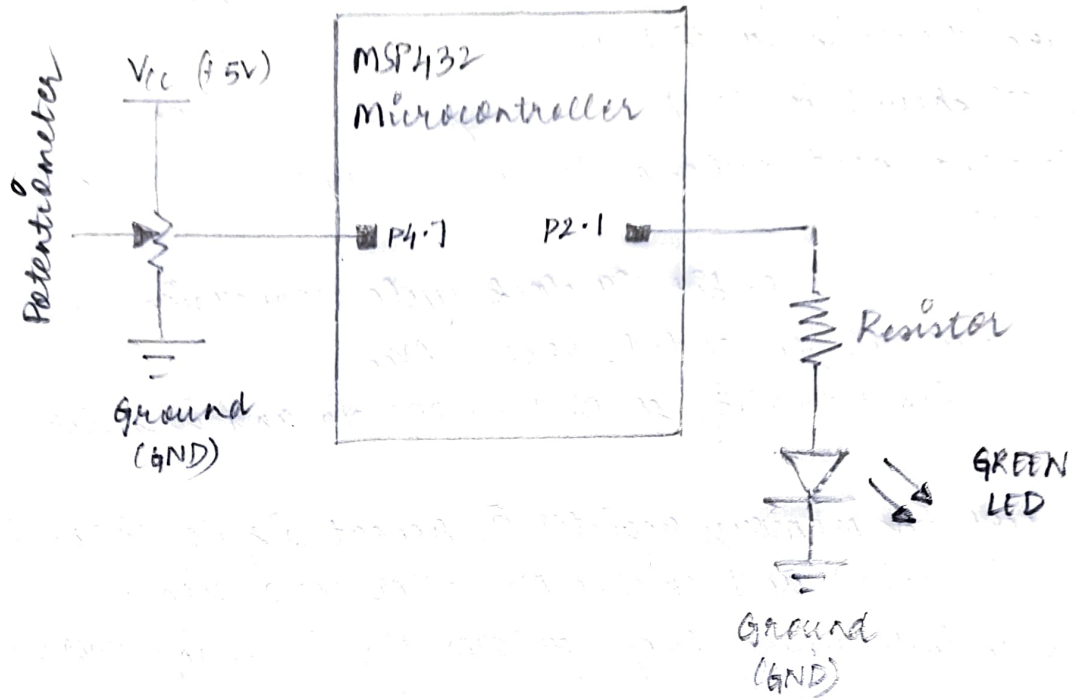 Potentiometer
Vcc (+5V)
Ground
(GND)
MSP432
Microcontroller
P4.7
P2.1
Resistor
GREEN
LED
Ground
(GND)